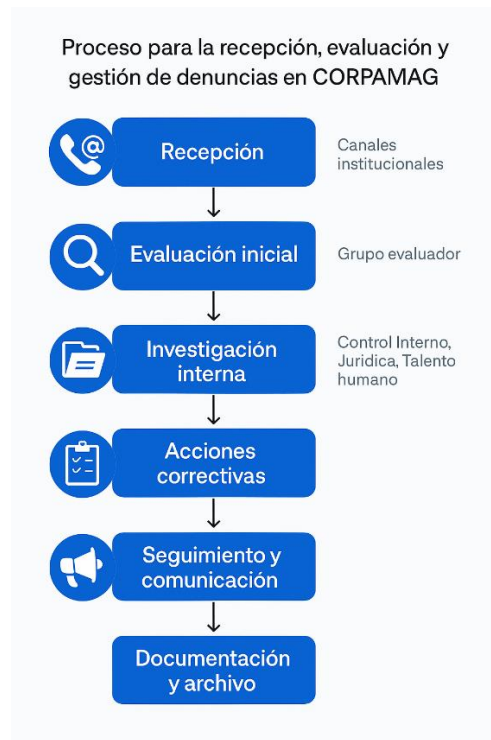 Proceso para la recepción, evaluación y
gestión de denuncias en CORPAMAG
@
Recepción
Canales
institucionales
Evaluación inicial
Grupo evaluador
Investigación
interna
Control Interno,
Juridica, Talento
humano
Acciones
correctivas
Seguimiento y
comunicación
Documentación
y archivo